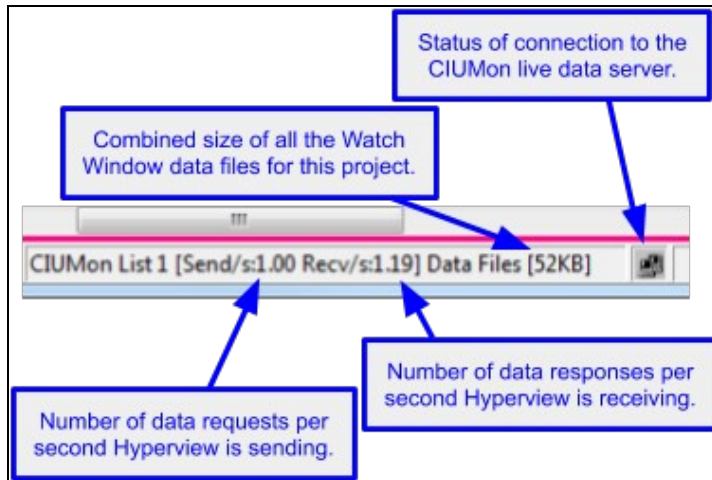 Status of connection to the
CIUMon live data server.
Combined size of all the Watch
Window data files for this project.
CIUMon List 1 [Send/s:1.00 Recv/s:1.19] Data Files [52KB]
Number of data responses per
second Hyperview is receiving.
Number of data requests per
second Hyperview is sending.